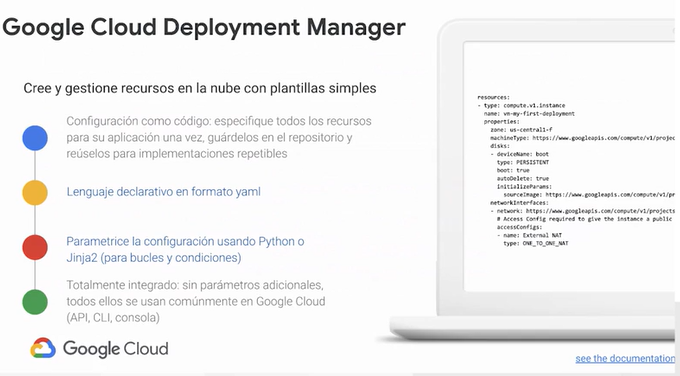 Google Cloud Deployment Manager
Cree y gestione recursos en la nube con plantillas simples
Configuración como código: especifique todos los recursos
para su aplicación una vez, guárdelos en el repositorio y
reúselos para implementaciones repetibles
Lenguaje declarativo en formato yaml
Parametrice la configuración usando Python o
Jinja2 (para bucles y condiciones)
Totalmente integrado: sin parámetros adicionales,
todos ellos se usan comúnmente en Google Cloud
(API, CLI, consola)
Google Cloud
resources:
- type: compute.v1.instance
name: vm-my-first-deployment
properties:
zone: us-central1-f
machineType: https://www.googleapis.com/compute/v1/projec
disks:
- deviceName: boot
type: PERSISTENT
boot: true
autoDelete: true
initializeParams:
sourceImage: https://www.googleapis.com/compute/v1/pr
networkInterfaces:
- network: https://www.googleapis.com/compute/v1/projects
# Access Config required to give the instance a public
accessConfigs:
- name: External NAT
type: ONE_TO_ONE_NAT
see the documentation